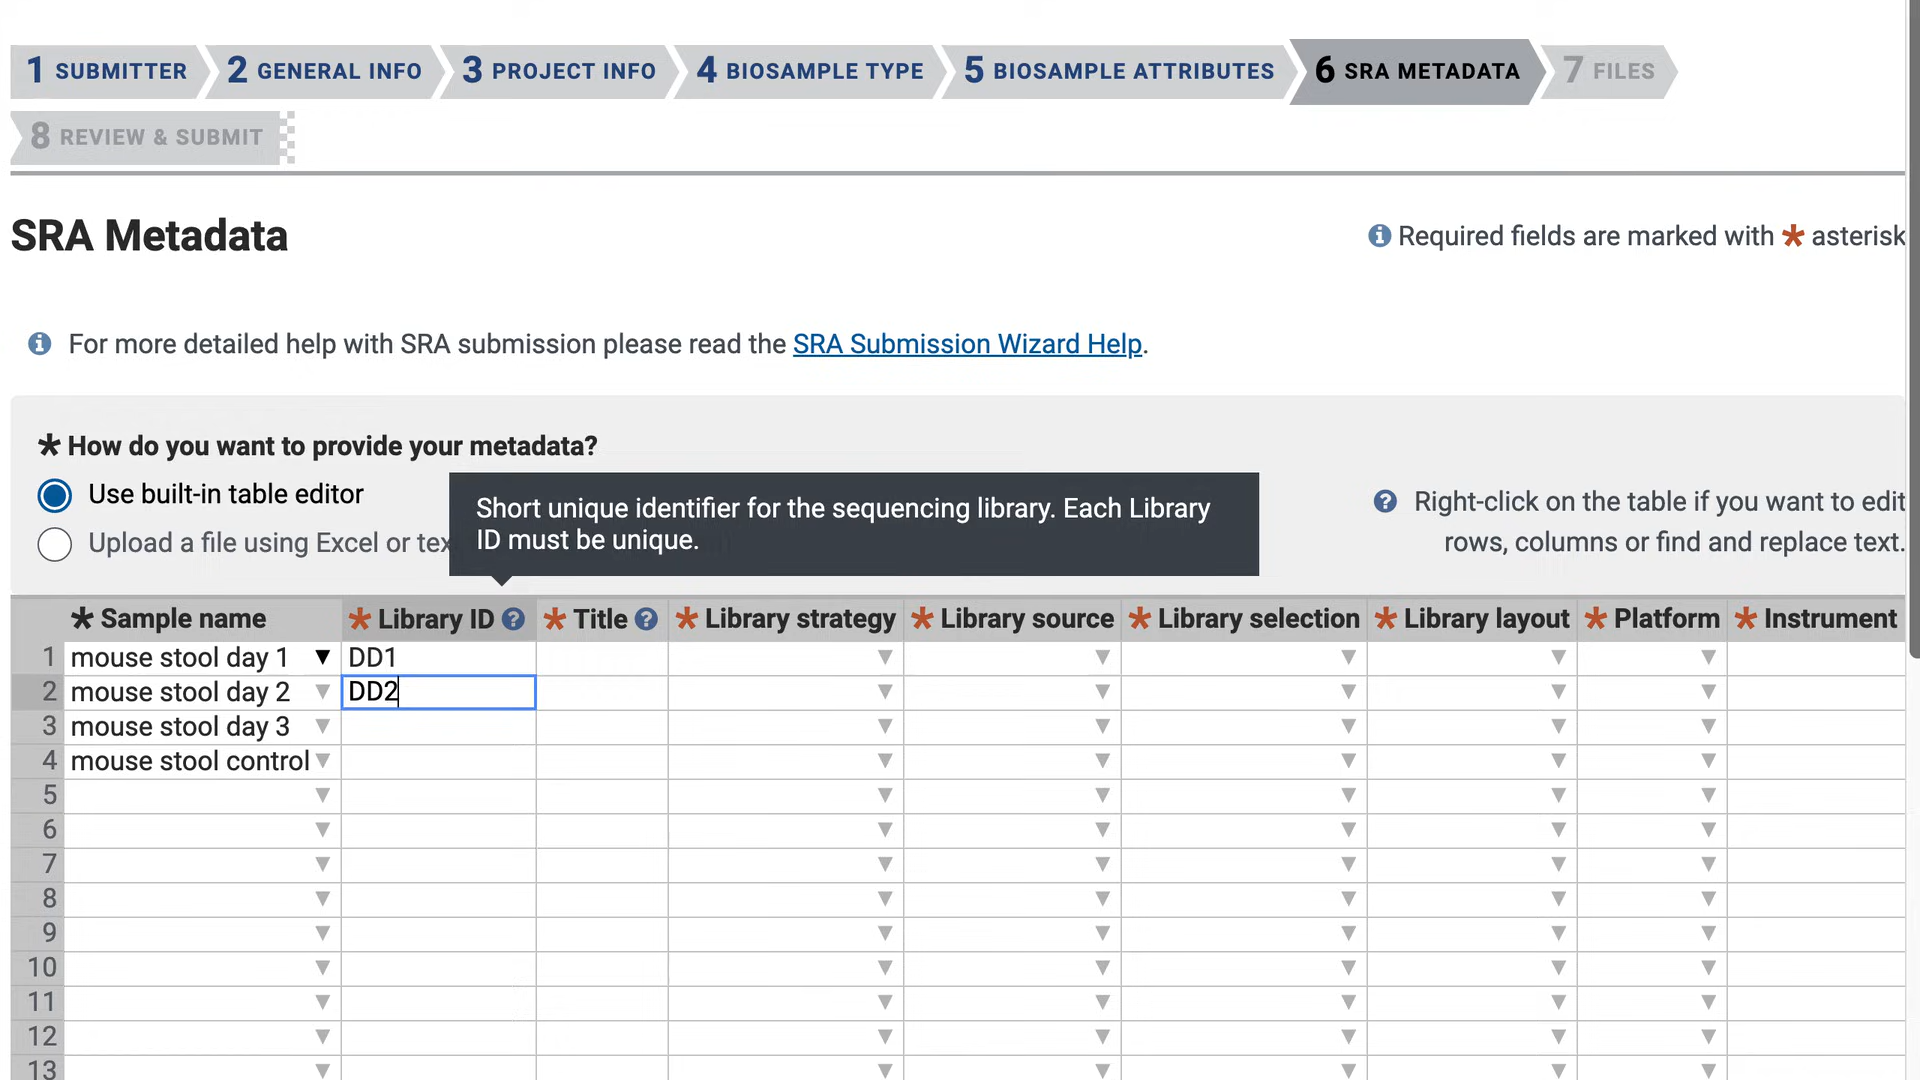 1 SUBMITTER 2 GENERAL INFO 3 PROJECT INFO 4 BIOSAMPLE TYPE 5 BIOSAMPLE ATTRIBUTES 6 SRA METADATA 7 FILES
8 REVIEW & SUBMIT
SRA Metadata
Required fields are marked with * asterisk
For more detailed help with SRA submission please read the SRA Submission Wizard Help.
* How do you want to provide your metadata?
Use built-in table editor
Upload a file using Excel or tex
Short unique identifier for the sequencing library. Each Library
ID must be unique.
? Right-click on the table if you want to edit
rows, columns or find and replace text.
* Sample name * Library ID ? * Title ? * Library strategy * Library source * Library selection * Library layout * Platform * Instrument
1 mouse stool day 1 DD1
2 mouse stool day 2 DD2
3 mouse stool day 3
4 mouse stool control
5
6
7
8
9
10
11
12
13